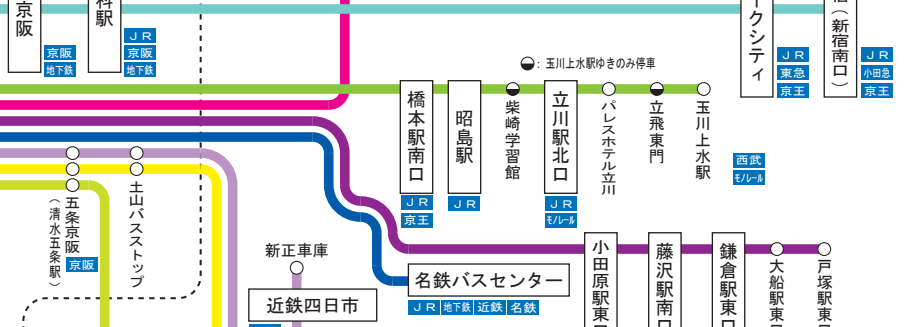 京阪
京阪
地下鉄
科駅
JR
京阪
地下鉄
クシティ
JR
東急
京王
（新宿南口）
JR
小田急
京王
：玉川上水駅ゆきのみ停車
橋本駅南口
JR
京王
昭島駅
JR
柴崎学習館
立川駅北口
JR
モノレール
パレスホテル立川
立飛東門
玉川上水駅
西武
モノレール
五条京阪
（清水五条駅）
京阪
土山バスストップ
新正車庫
近鉄四日市
名鉄バスセンター
JR
地下鉄
近鉄
名鉄
小田原駅東口
藤沢駅南口
鎌倉駅東口
大船駅東口
戸塚駅東口